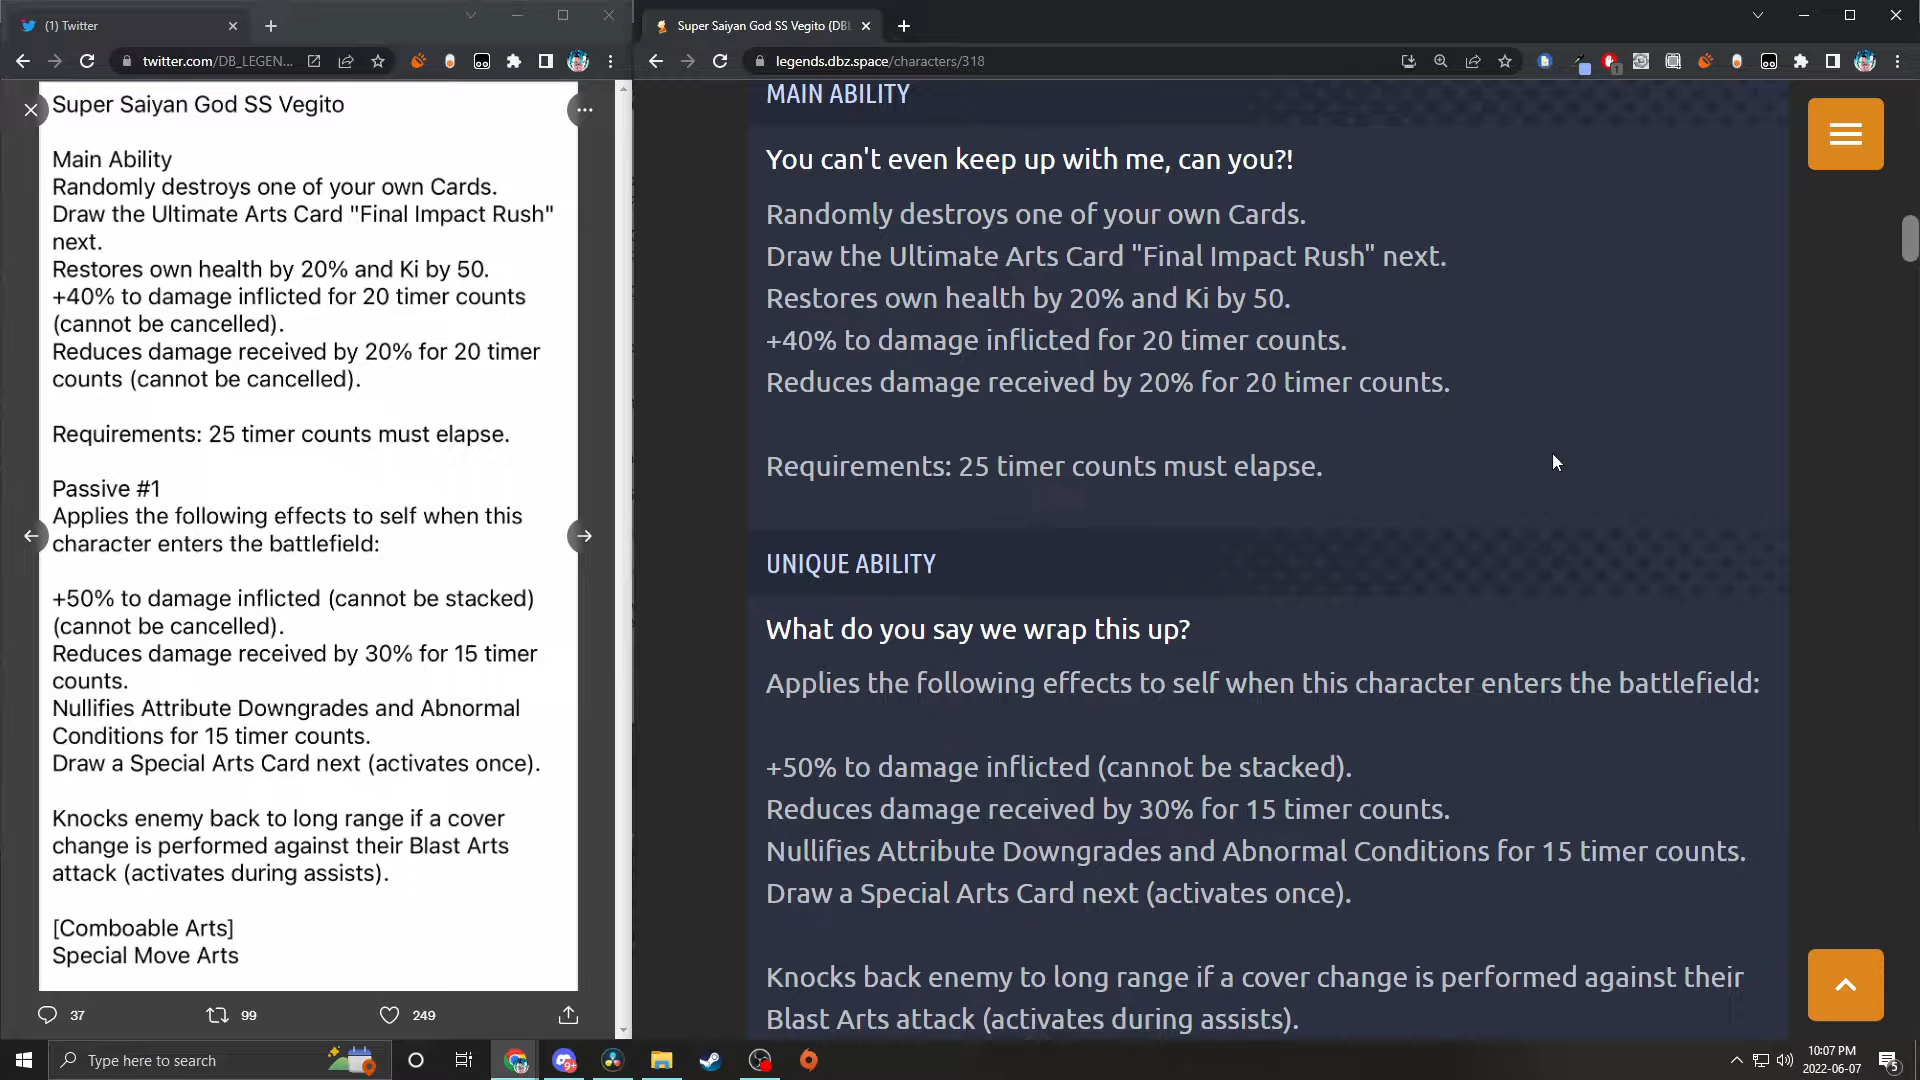 (1) Twitter
twitter.com/DB_LEGEN...
Super Saiyan God SS Vegito
Main Ability
Randomly destroys one of your own Cards.
Draw the Ultimate Arts Card "Final Impact Rush"
next.
Restores own health by 20% and Ki by 50.
+40% to damage inflicted for 20 timer counts
(cannot be cancelled).
Reduces damage received by 20% for 20 timer
counts (cannot be cancelled).
Requirements: 25 timer counts must elapse.
Passive #1
Applies the following effects to self when this
character enters the battlefield:
+50% to damage inflicted (cannot be stacked)
(cannot be cancelled).
Reduces damage received by 30% for 15 timer
counts.
Nullifies Attribute Downgrades and Abnormal
Conditions for 15 timer counts.
Draw a Special Arts Card next (activates once).
Knocks enemy back to long range if a cover
change is performed against their Blast Arts
attack (activates during assists).
[Comboable Arts]
Special Move Arts
37
99
249
Super Saiyan God SS Vegito (DBL
legends.dbz.space/characters/318
1
MAIN ABILITY
You can't even keep up with me, can you?!
Randomly destroys one of your own Cards.
Draw the Ultimate Arts Card "Final Impact Rush" next.
Restores own health by 20% and Ki by 50.
+40% to damage inflicted for 20 timer counts.
Reduces damage received by 20% for 20 timer counts.
Requirements: 25 timer counts must elapse.
UNIQUE ABILITY
What do you say we wrap this up?
Applies the following effects to self when this character enters the battlefield:
+50% to damage inflicted (cannot be stacked).
Reduces damage received by 30% for 15 timer counts.
Nullifies Attribute Downgrades and Abnormal Conditions for 15 timer counts.
Draw a Special Arts Card next (activates once).
Knocks back enemy to long range if a cover change is performed against their
Blast Arts attack (activates during assists).
Type here to search
9+
10:07 PM
2022-06-07
5